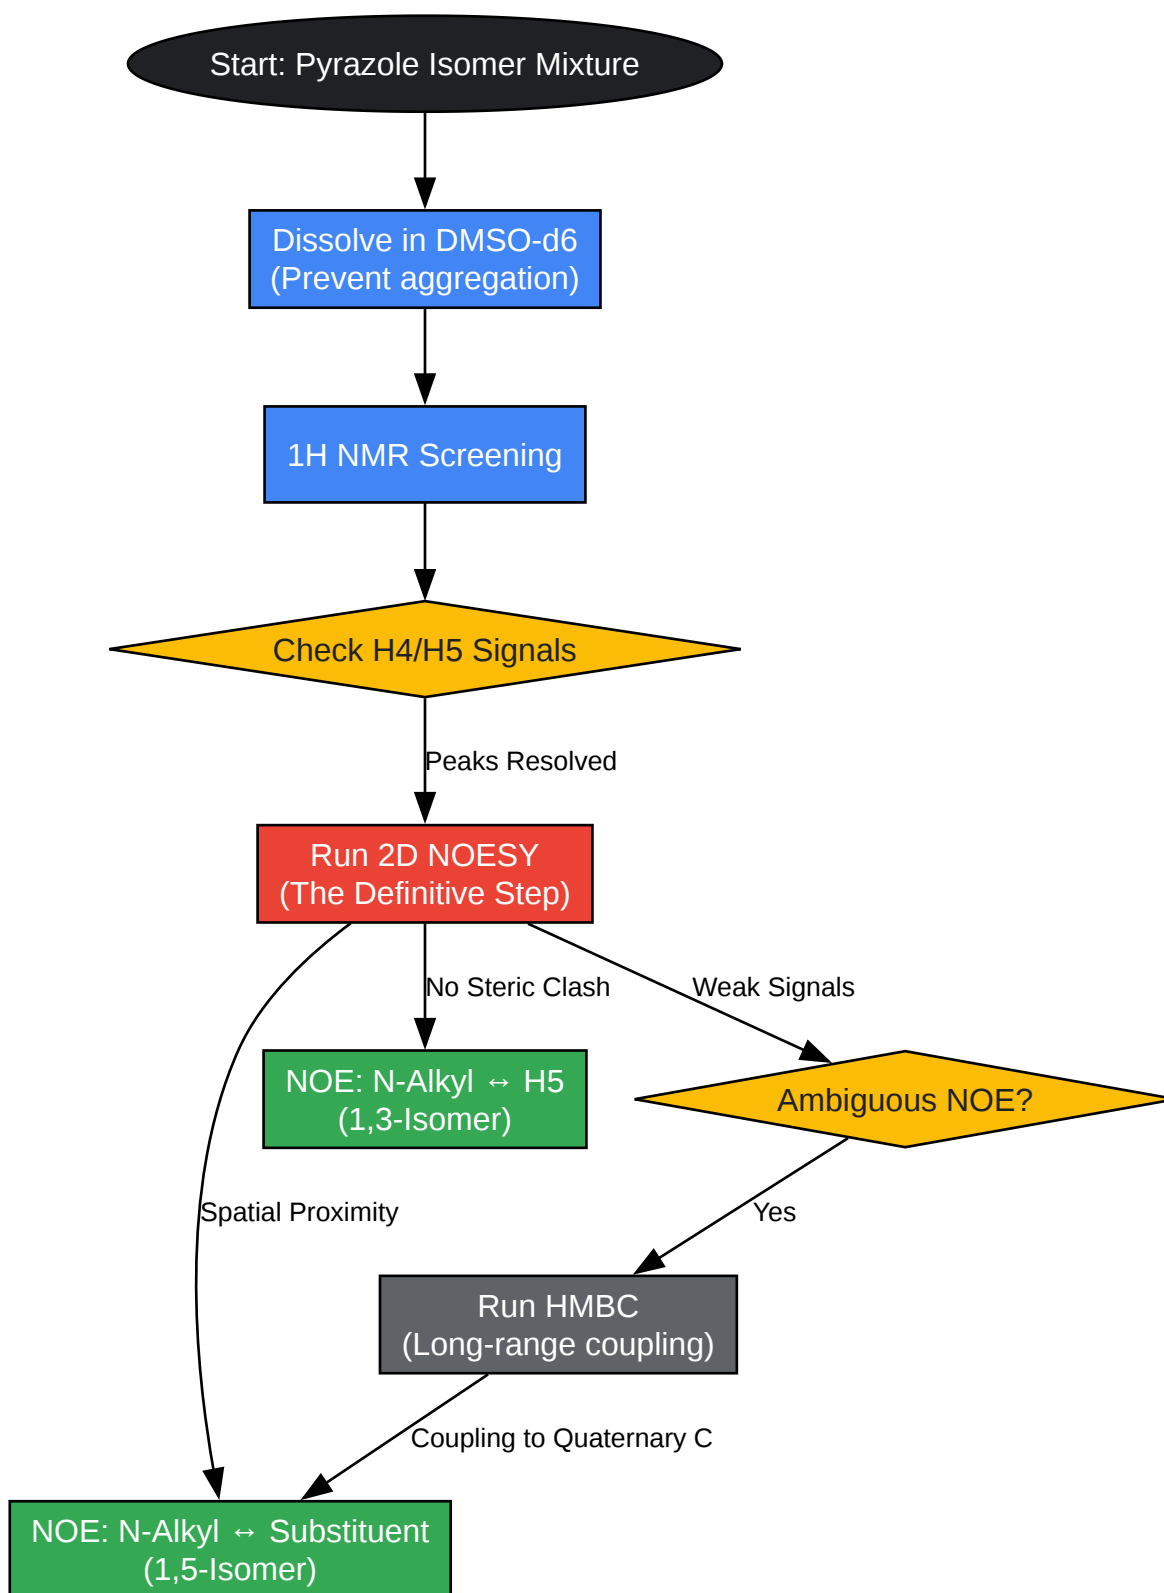 Start: Pyrazole Isomer Mixture
Dissolve in DMSO-d6
(Prevent aggregation)
1H NMR Screening
Check H4/H5 Signals
Peaks Resolved
Run 2D NOESY
(The Definitive Step)
No Steric Clash
Weak Signals
NOE: N-Alkyl ↔ H5
(1,3-Isomer)
Ambiguous NOE?
Spatial Proximity
Yes
Run HMBC
(Long-range coupling)
Coupling to Quaternary C
NOE: N-Alkyl ↔ Substituent
(1,5-Isomer)